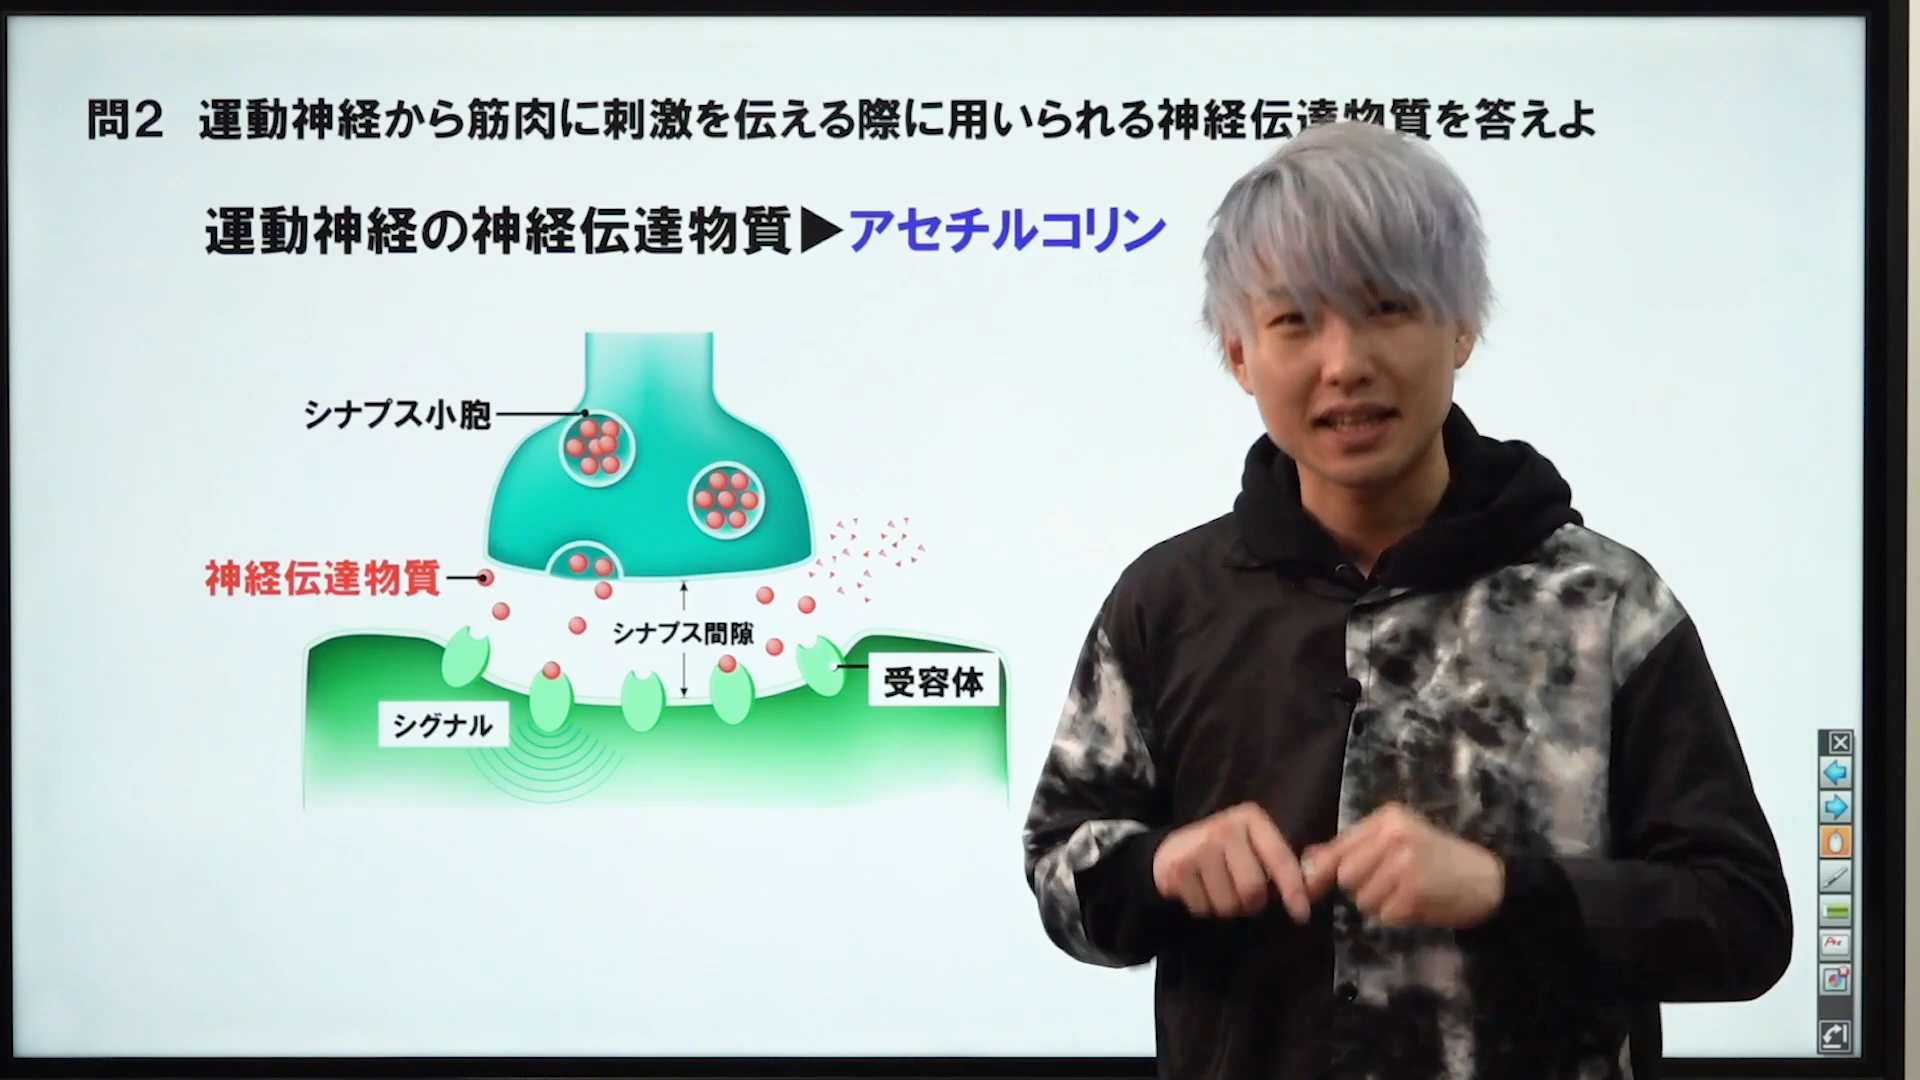 問2 運動神経から筋肉に刺激を伝える際に用いられる神経伝達物質を答えよ
運動神経の神経伝達物質▶アセチルコリン
シナプス小胞
神経伝達物質
シナプス間隙
受容体
シグナル
Pen